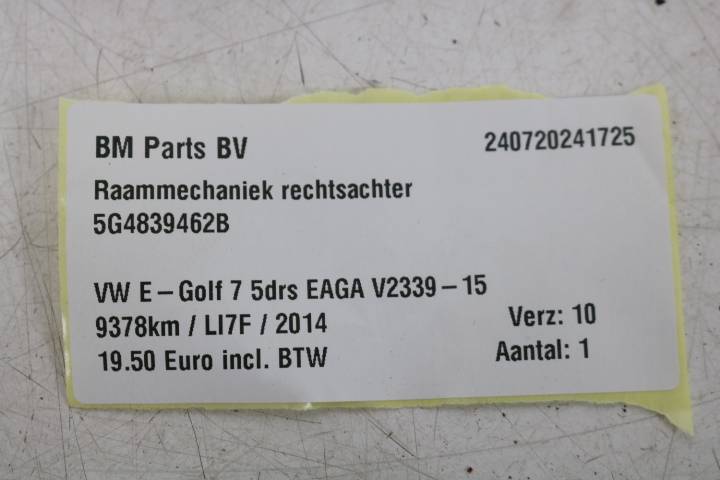 BM Parts BV 240720241725
Raammechaniek rechtsachter
5G4839462B
VW E-Golf 7 5drs EAGA V2339-15
9378km / LI7F / 2014 Verz: 10
19.50 Euro incl. BTW Aantal: 1